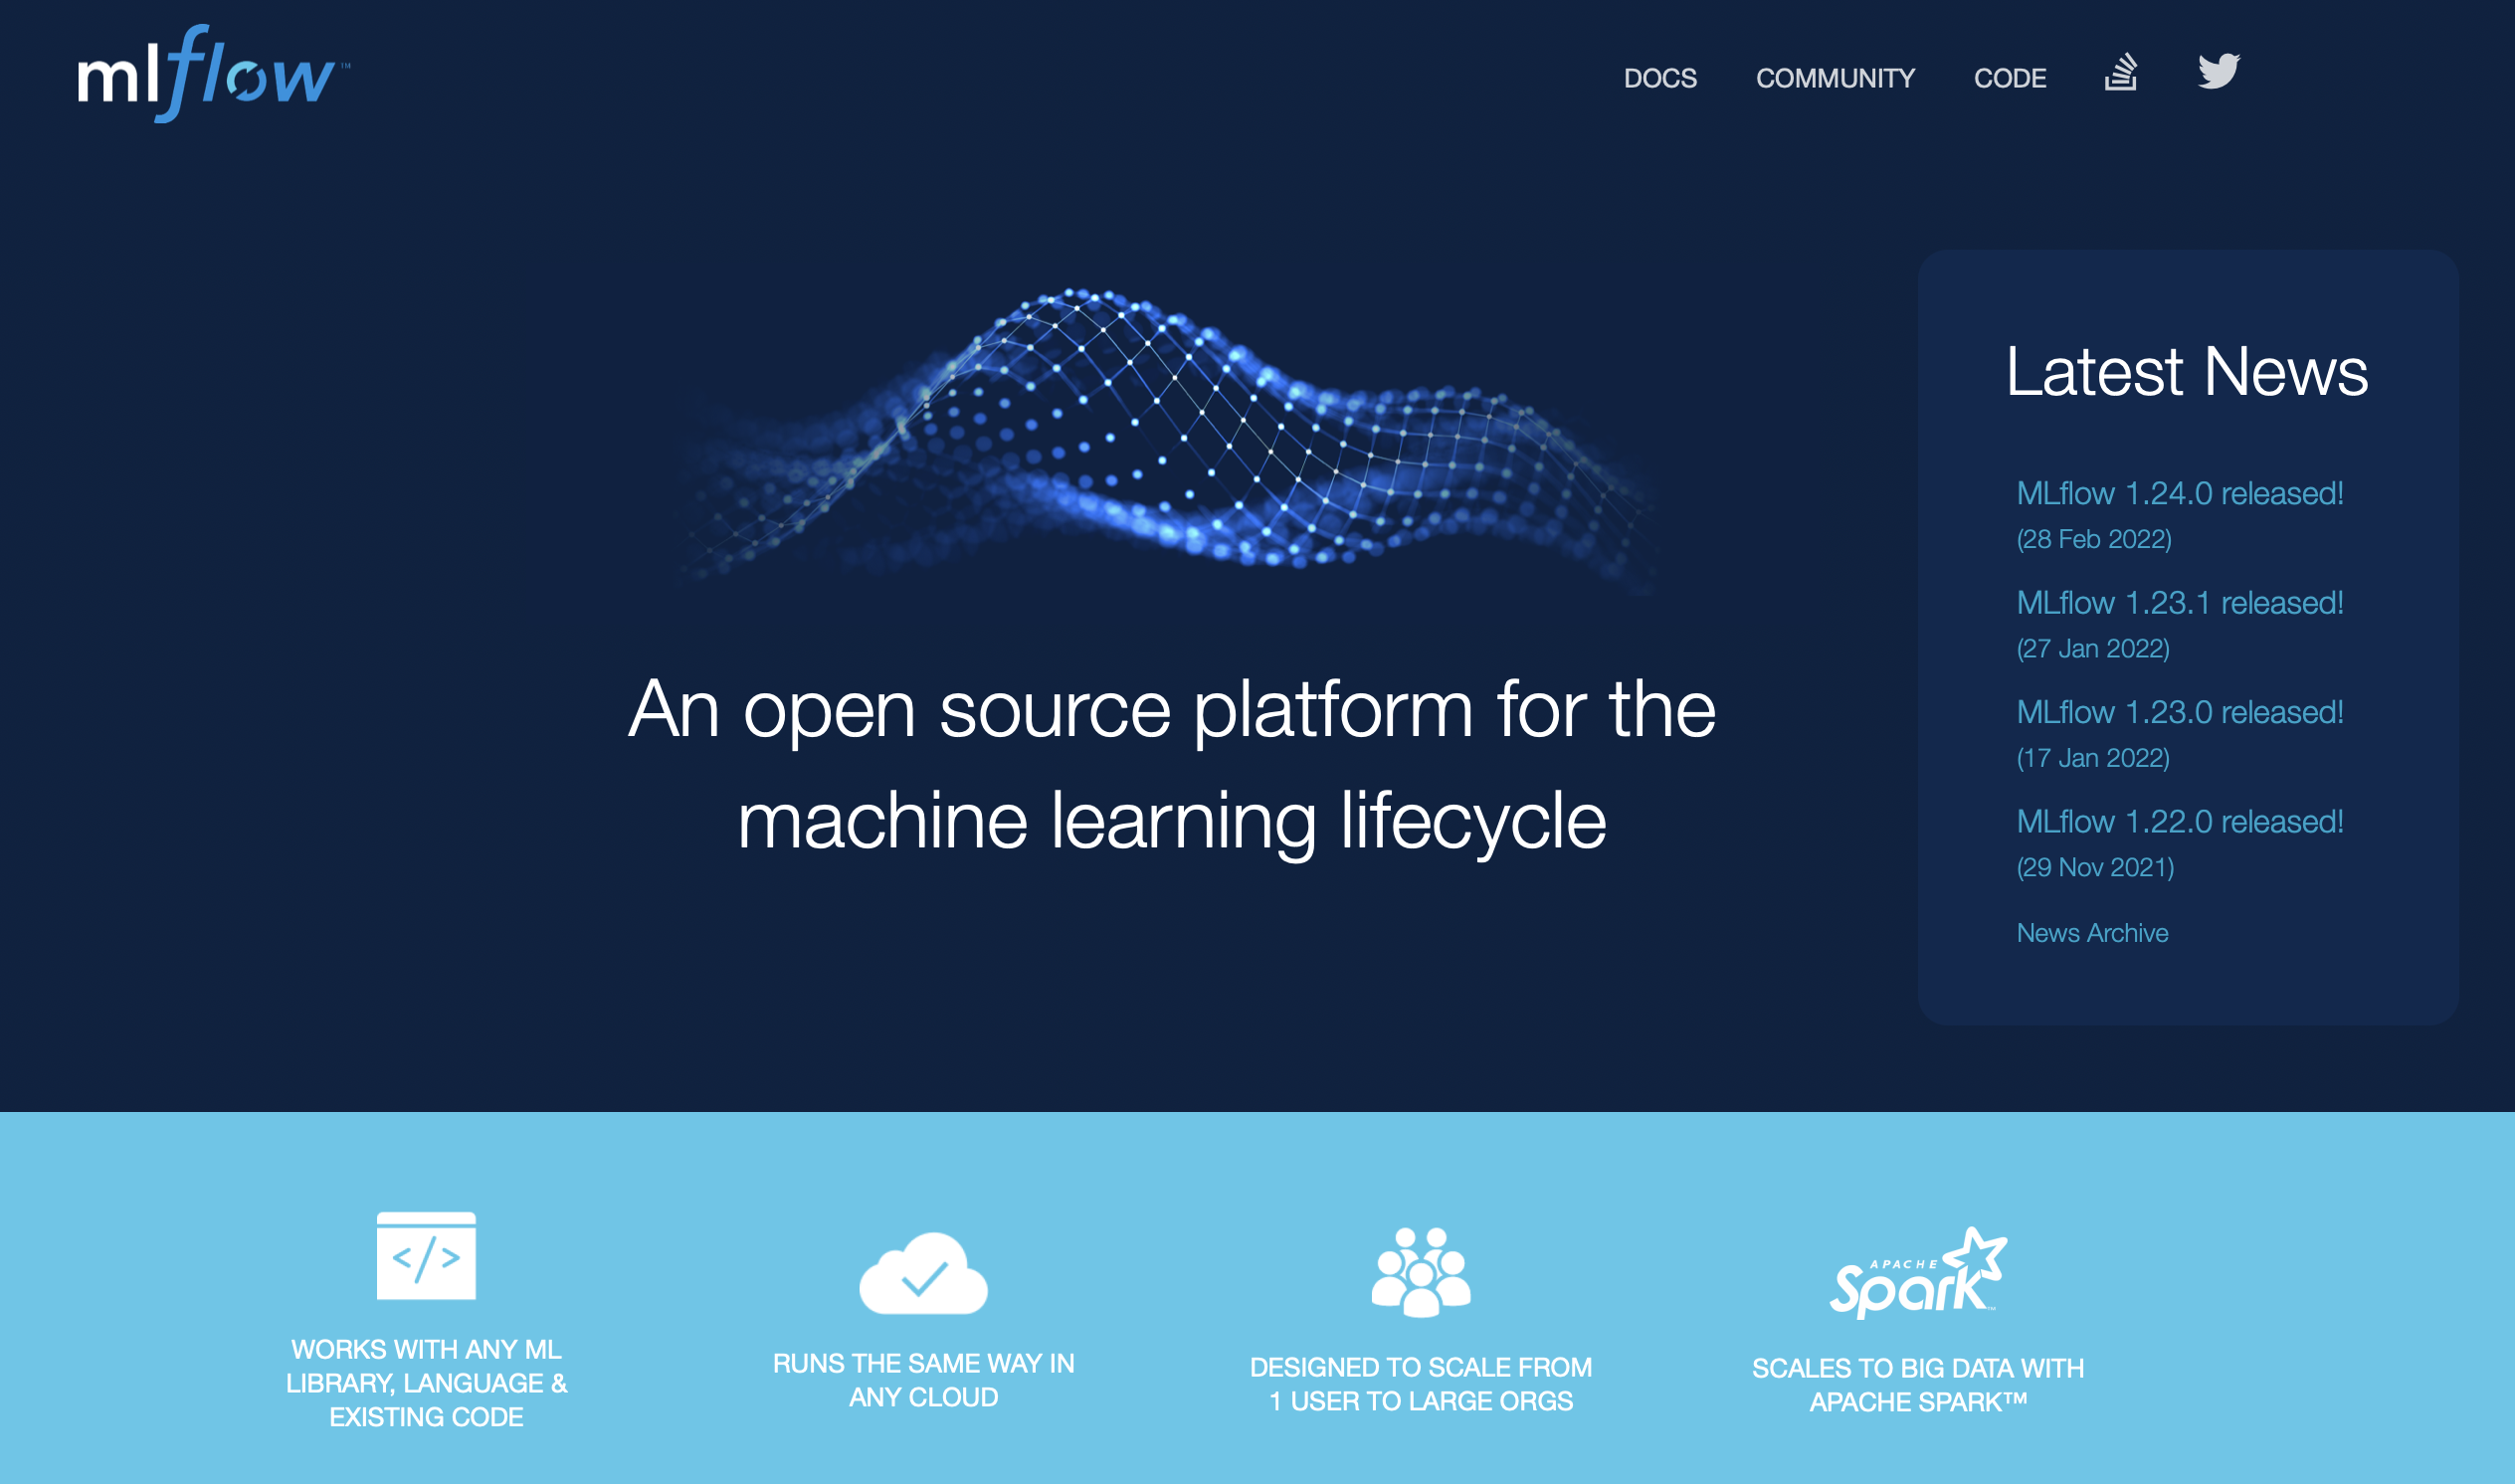 mlflow™
DOCS COMMUNITY CODE
Latest News
MLflow 1.24.0 released!
(28 Feb 2022)
MLflow 1.23.1 released!
(27 Jan 2022)
MLflow 1.23.0 released!
(17 Jan 2022)
MLflow 1.22.0 released!
(29 Nov 2021)
News Archive
An open source platform for the
machine learning lifecycle
WORKS WITH ANY ML
LIBRARY, LANGUAGE &
EXISTING CODE
RUNS THE SAME WAY IN
ANY CLOUD
DESIGNED TO SCALE FROM
1 USER TO LARGE ORGS
APACHE
Spark™
SCALES TO BIG DATA WITH
APACHE SPARK™